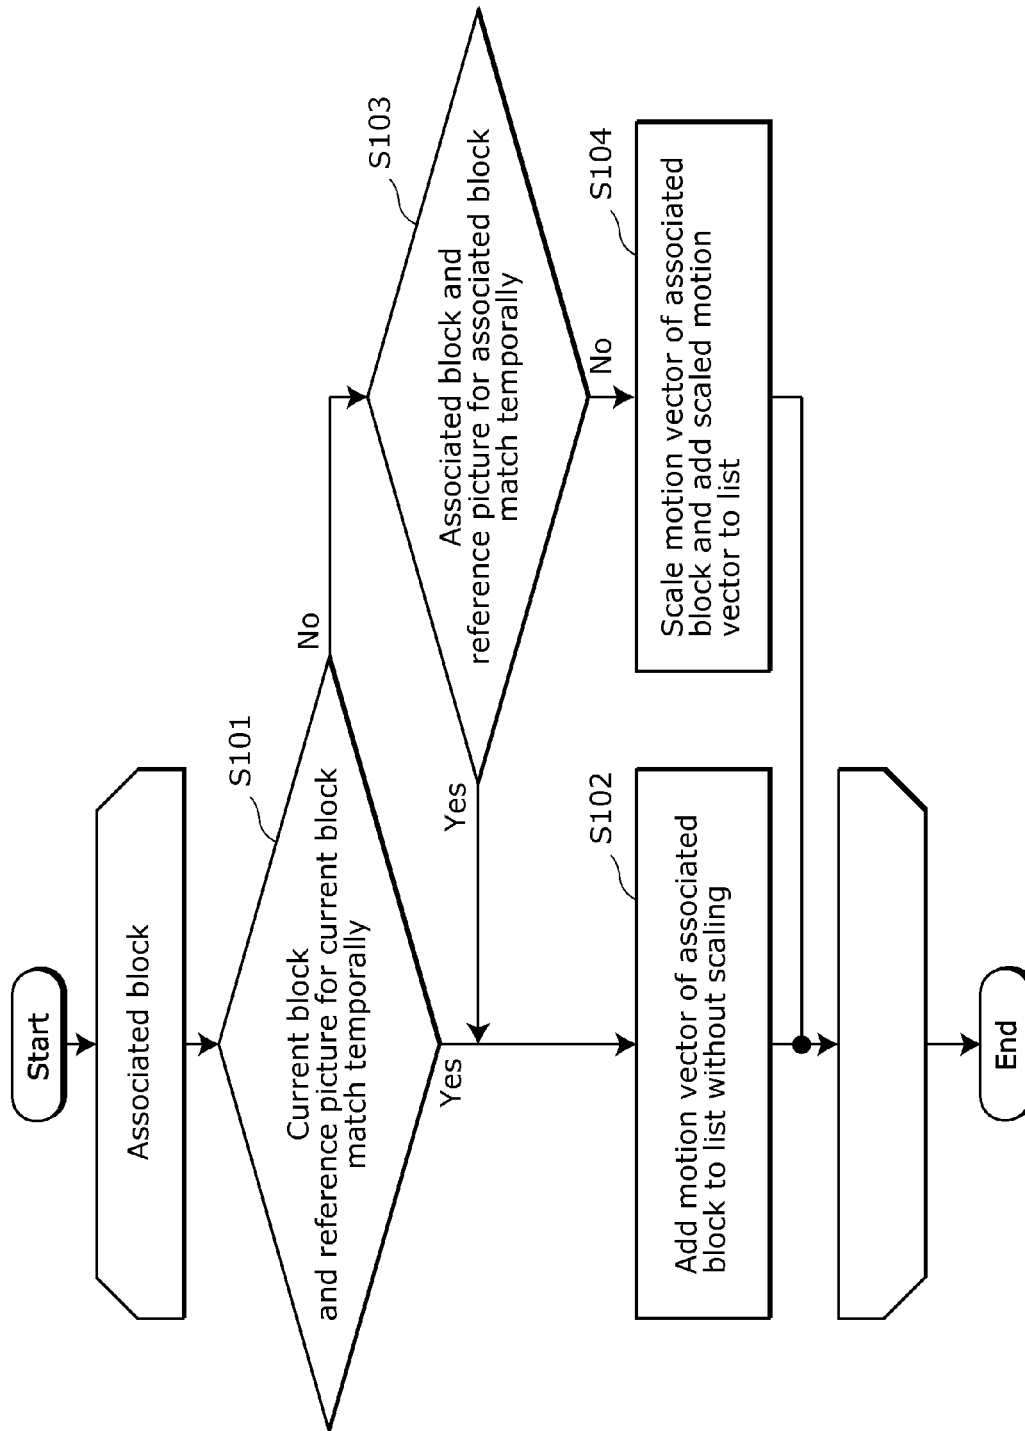 Start
Associated block
S101
Current block
and reference picture for current block
match temporally
No
Yes
S103
Associated block and
reference picture for associated block
match temporally
Yes
No
S102
Add motion vector of associated
block to list without scaling
S104
Scale motion vector of associated
block and add scaled motion
vector to list
End